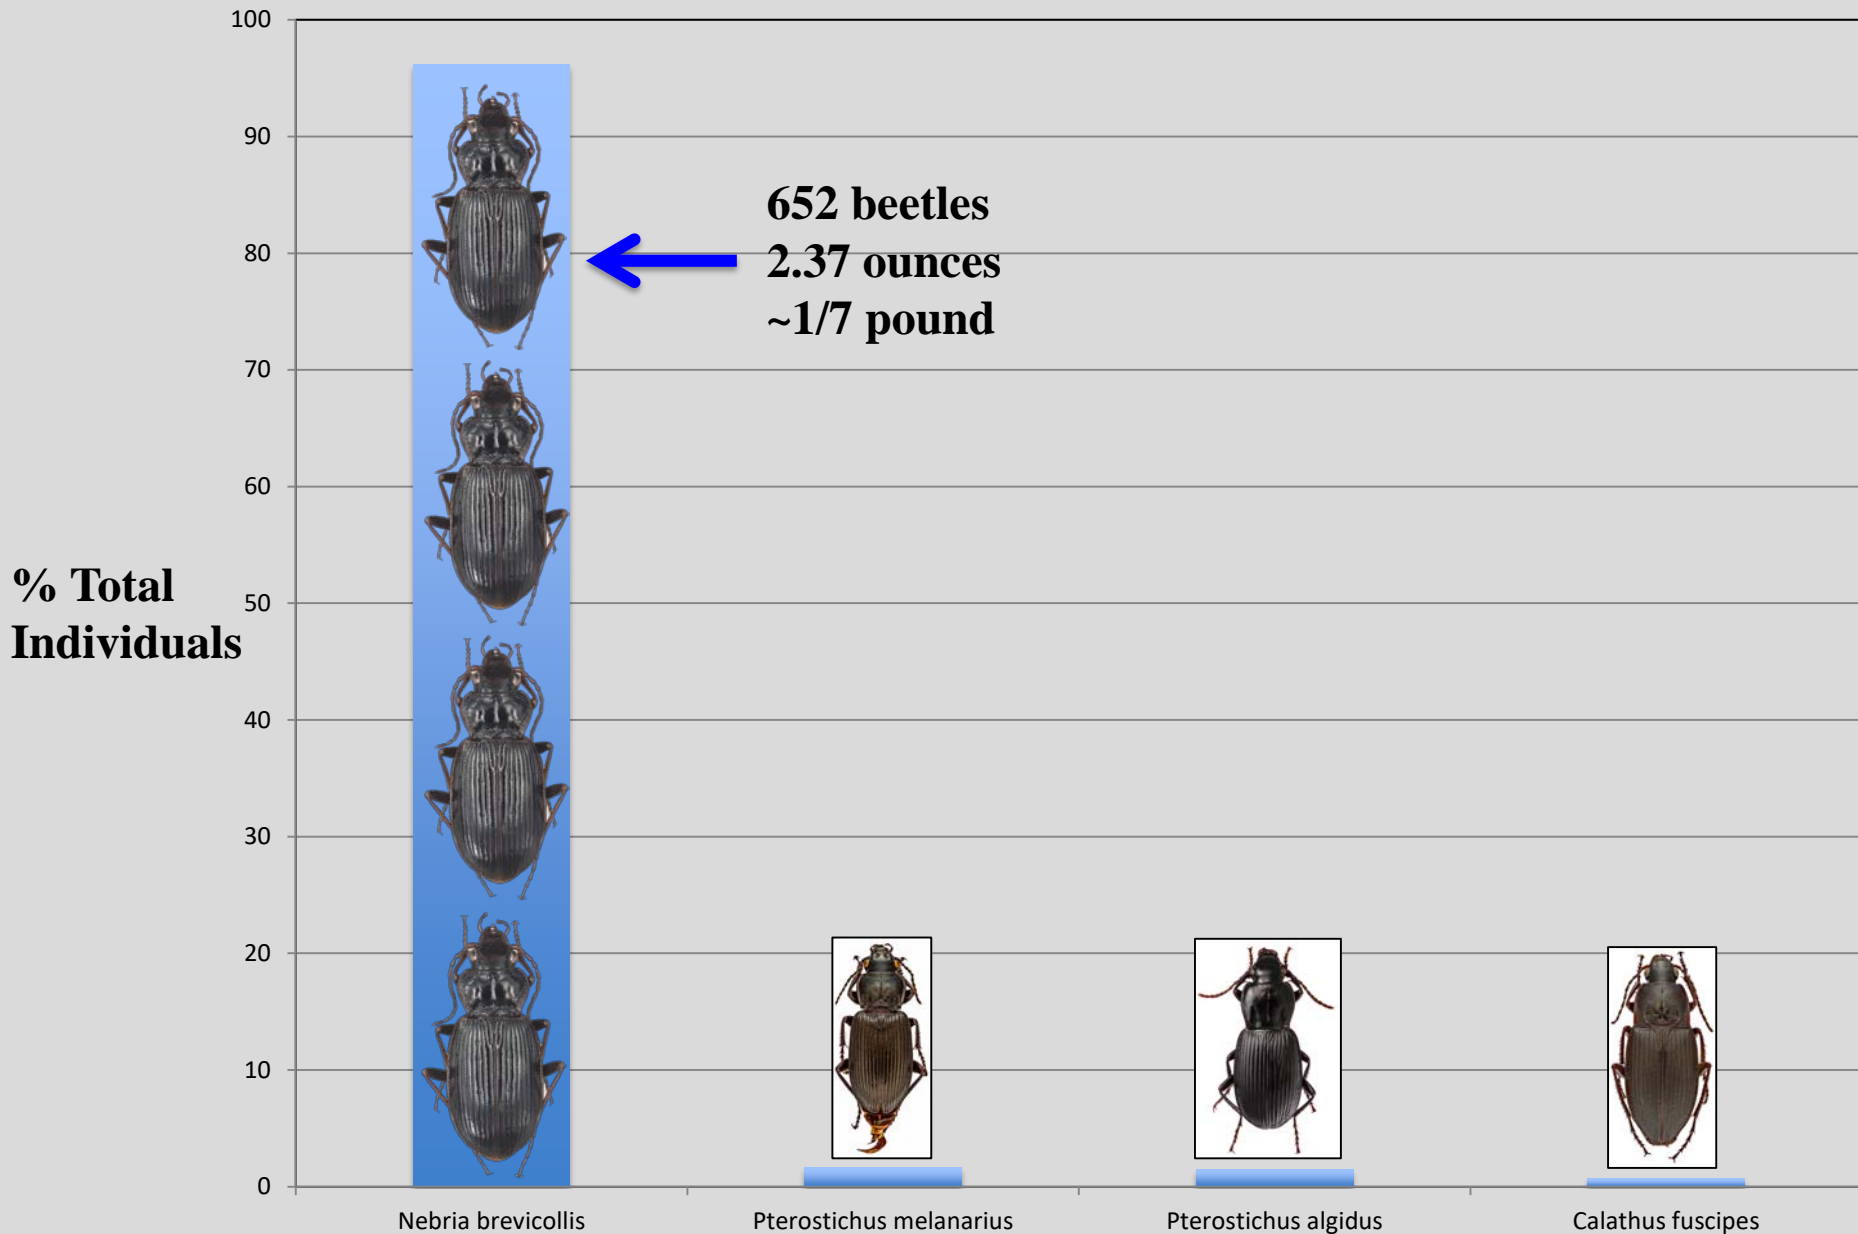 100
90
80
70
60
50
40
30
20
10
0
% Total
Individuals
652 beetles
2.37 ounces
~1/7 pound
Nebria brevicollis
Pterostichus melanarius
Pterostichus algidus
Calathus fuscipes